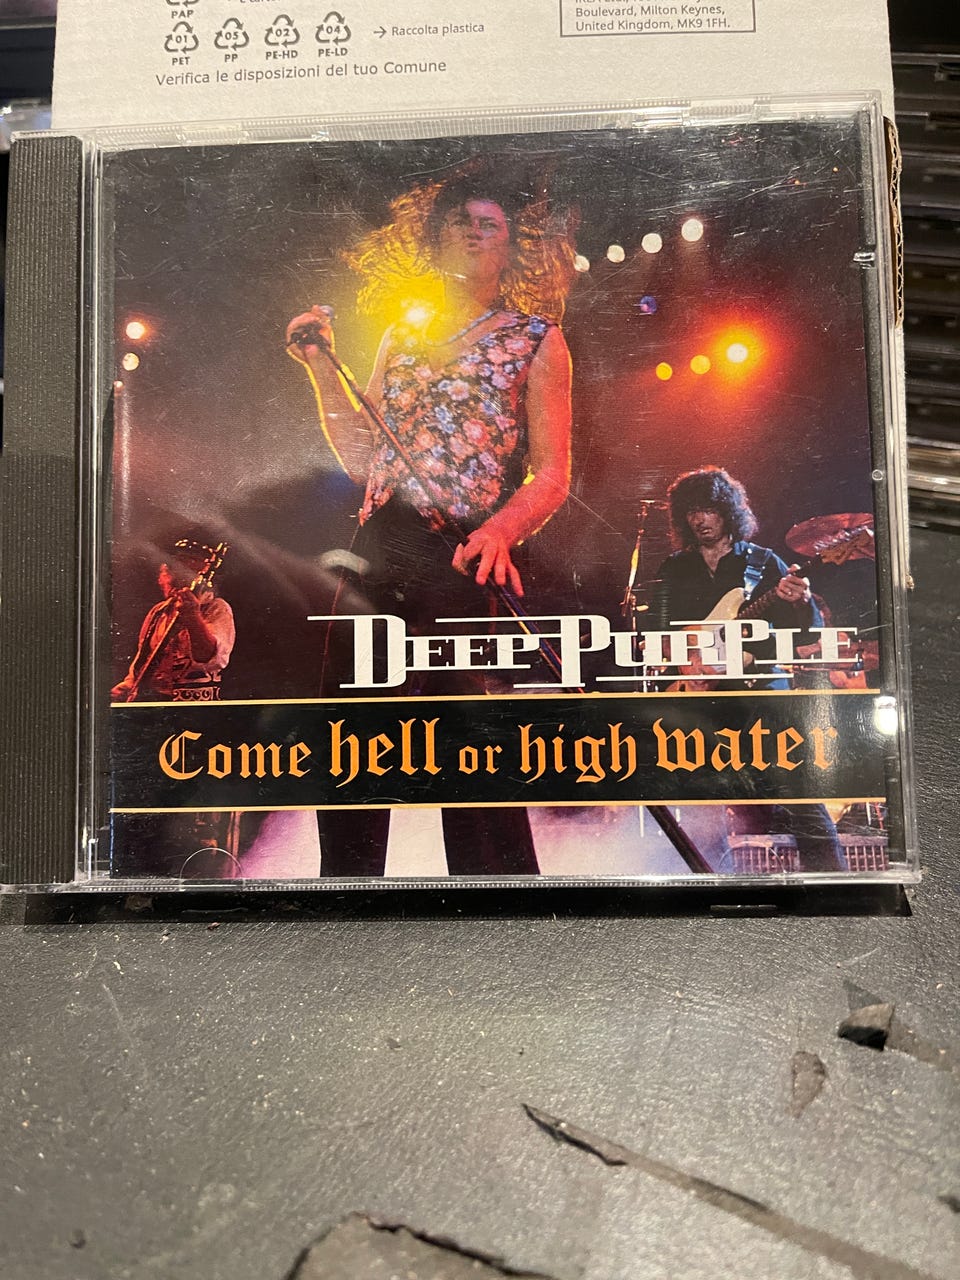 PAP
01
05
02
04
PET
PP
PE-HD
PE-LD
→ Raccolta plastica
Verifica le disposizioni del tuo Comune
Boulevard, Milton Keynes,
United Kingdom, MK9 1FH.
DEEP PURPLE
Come hell or high water